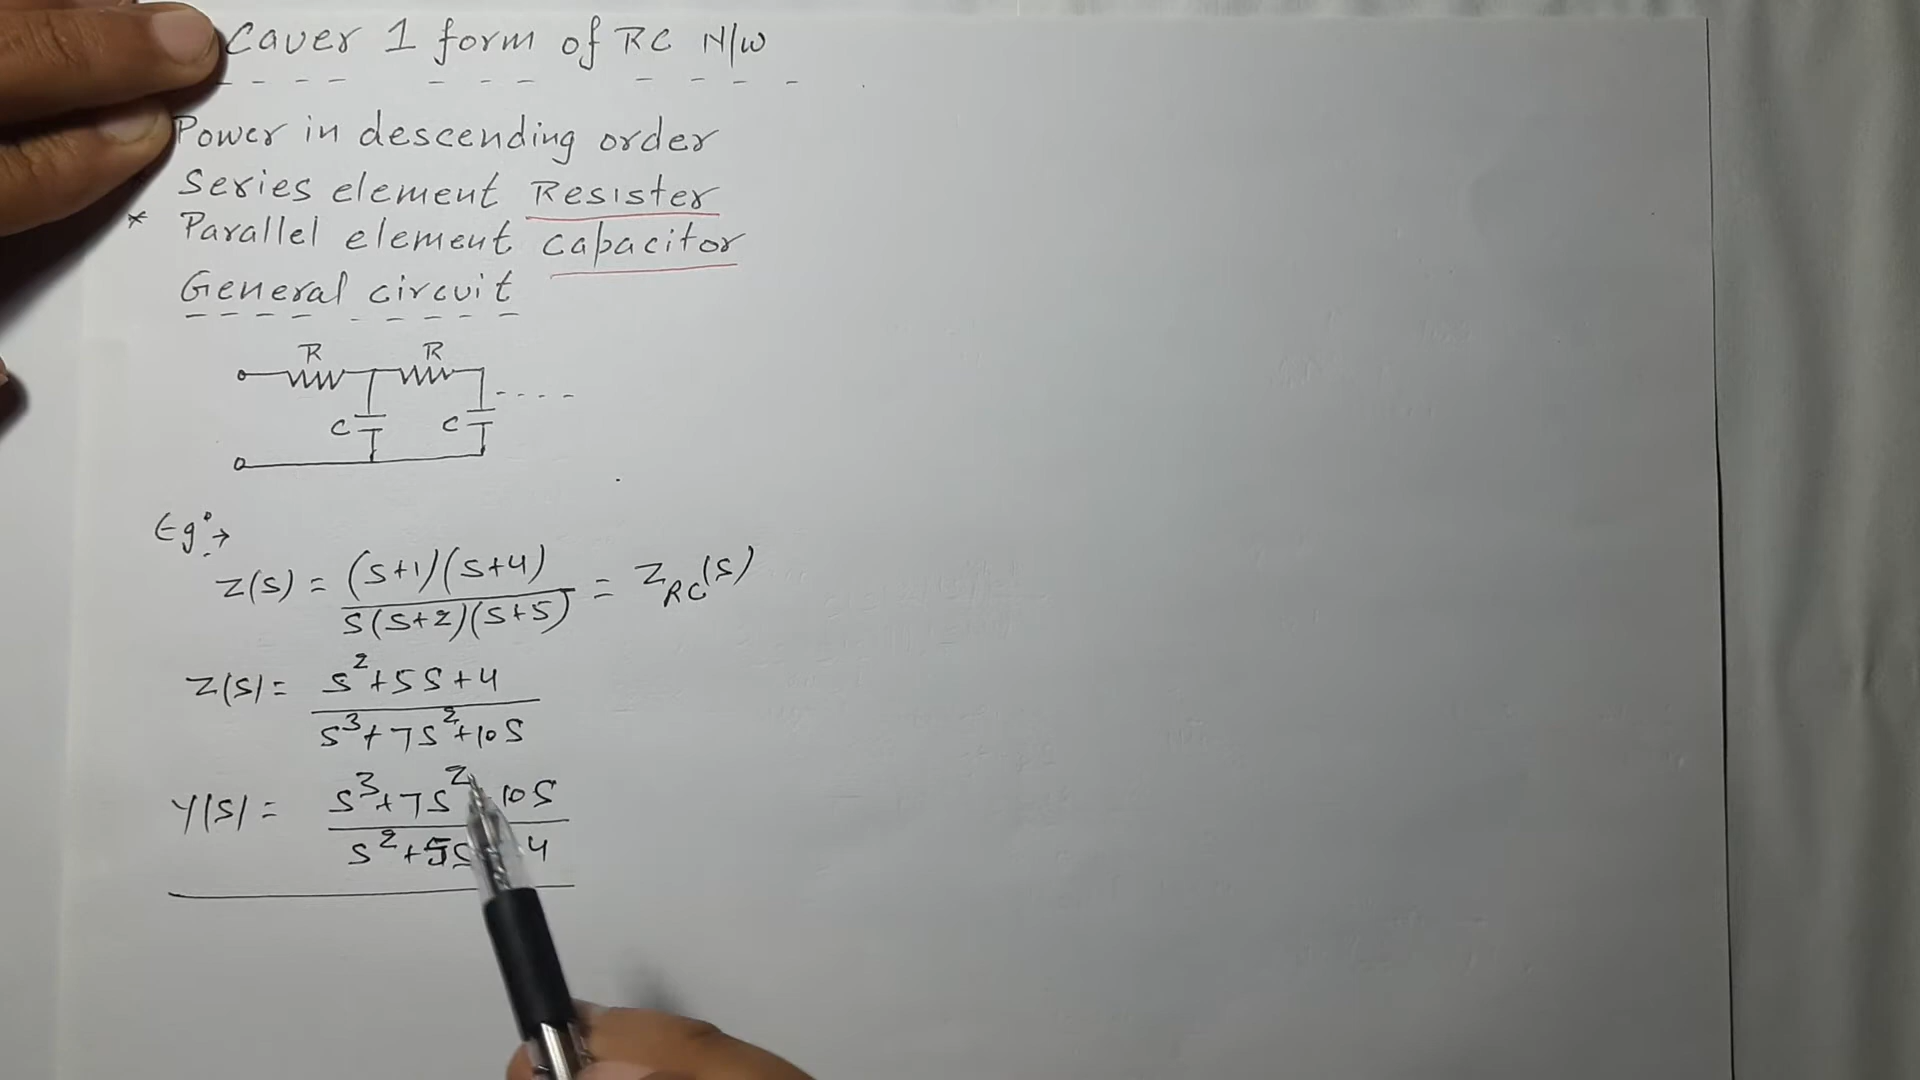 Cauer 1 form of RC N/W
Power in descending order
Series element Resister
* Parallel element Capacitor
General circuit
R R
C C
Eg:→
Z(S) = (S+1)(S+4) / S(S+2)(S+5) = Z_RC(S)
Z(S) = S²+5S+4 / S³+7S²+10S
Y(S) = S³+7S² 10S / S²+5S 4